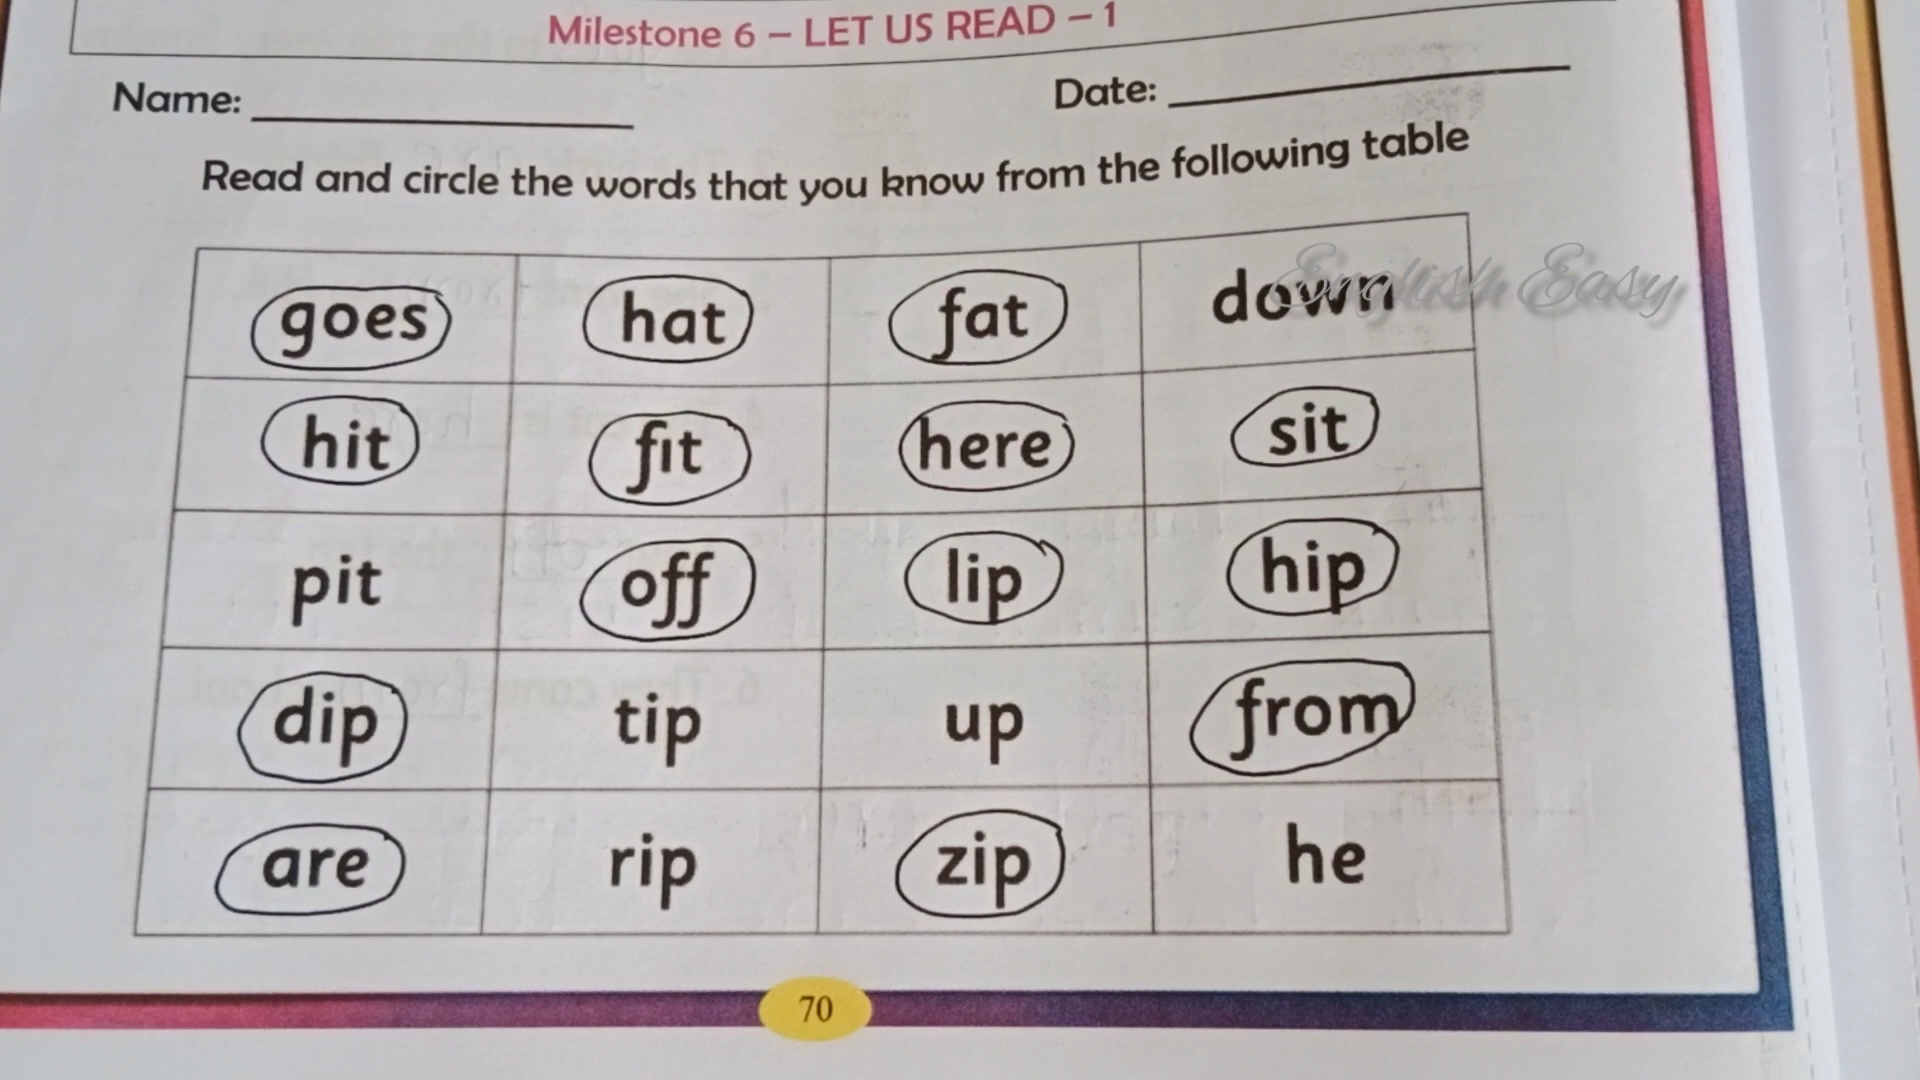 Milestone 6 – LET US READ – 1
Name: Date:
Read and circle the words that you know from the following table
goes hat fat down
English Easy
hit fit here sit
pit off lip hip
dip tip up from
are rip zip he
70